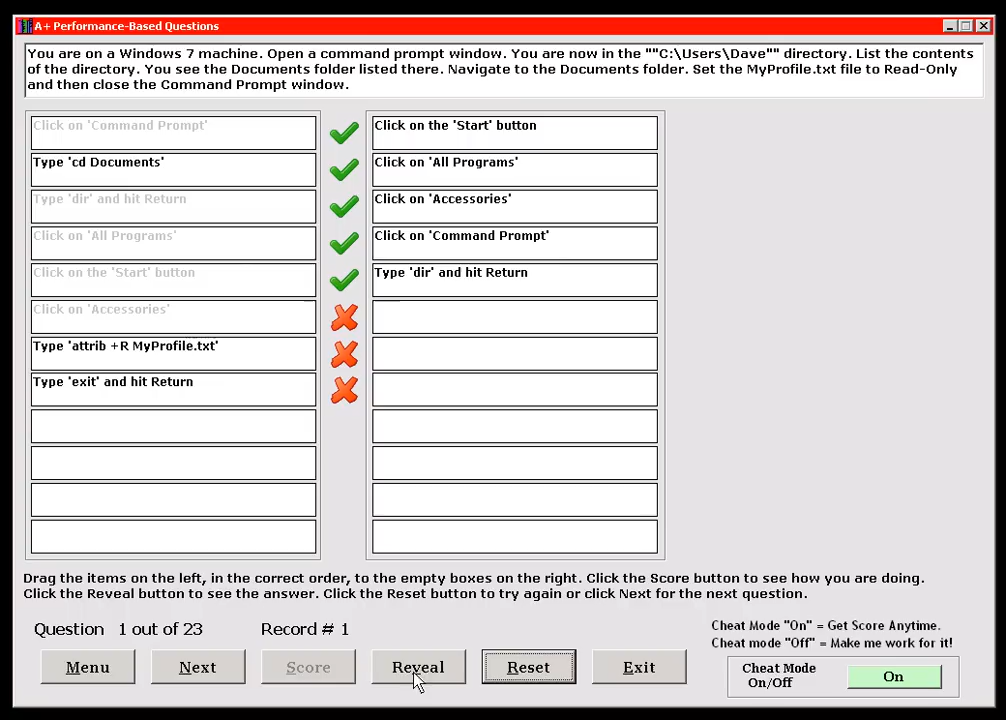 A+ Performance-Based Questions
You are on a Windows 7 machine. Open a command prompt window. You are now in the ""C:\Users\Dave"" directory. List the contents
of the directory. You see the Documents folder listed there. Navigate to the Documents folder. Set the MyProfile.txt file to Read-Only
and then close the Command Prompt window.
Click on 'Command Prompt'
Type 'cd Documents'
Type 'dir' and hit Return
Click on 'All Programs'
Click on the 'Start' button
Click on 'Accessories'
Type 'attrib +R MyProfile.txt'
Type 'exit' and hit Return
Click on the 'Start' button
Click on 'All Programs'
Click on 'Accessories'
Click on 'Command Prompt'
Type 'dir' and hit Return
Drag the items on the left, in the correct order, to the empty boxes on the right. Click the Score button to see how you are doing.
Click the Reveal button to see the answer. Click the Reset button to try again or click Next for the next question.
Question 1 out of 23 Record # 1
Cheat Mode "On" = Get Score Anytime.
Cheat mode "Off" = Make me work for it!
Menu Next Score Reveal Reset Exit
Cheat Mode
On/Off
On